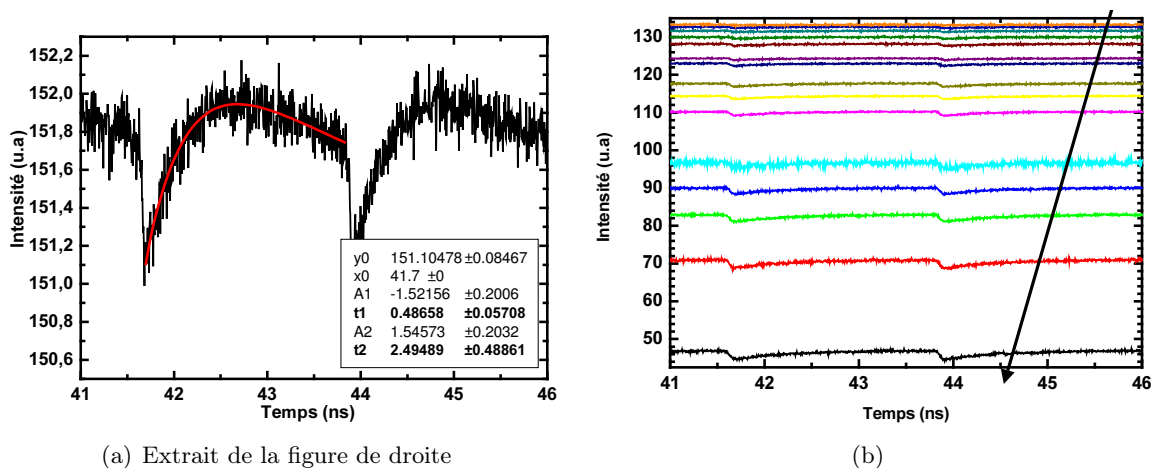 152,2
152,0
151,8
151,6
151,4
151,2
151,0
150,8
150,6
Intensité (u.a)
y0 151.10478 ±0.08467
x0 41.7 ±0
A1 -1.52156 ±0.2006
t1 0.48658 ±0.05708
A2 1.54573 ±0.2032
t2 2.49489 ±0.48861
41 42 43 44 45 46
Temps (ns)
(a) Extrait de la figure de droite
130
120
110
100
90
80
70
60
50
Intensité (u.a)
41 42 43 44 45 46
Temps (ns)
(b)